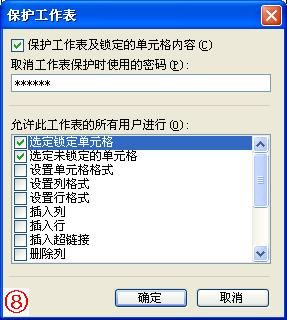 保护工作表
保护工作表及锁定的单元格内容(C)
取消工作表保护时使用的密码(P):
******
允许此工作表的所有用户进行(O):
选定锁定单元格
选定未锁定的单元格
设置单元格格式
设置列格式
设置行格式
插入列
插入行
插入超链接
删除列
⑧ 确定 取消